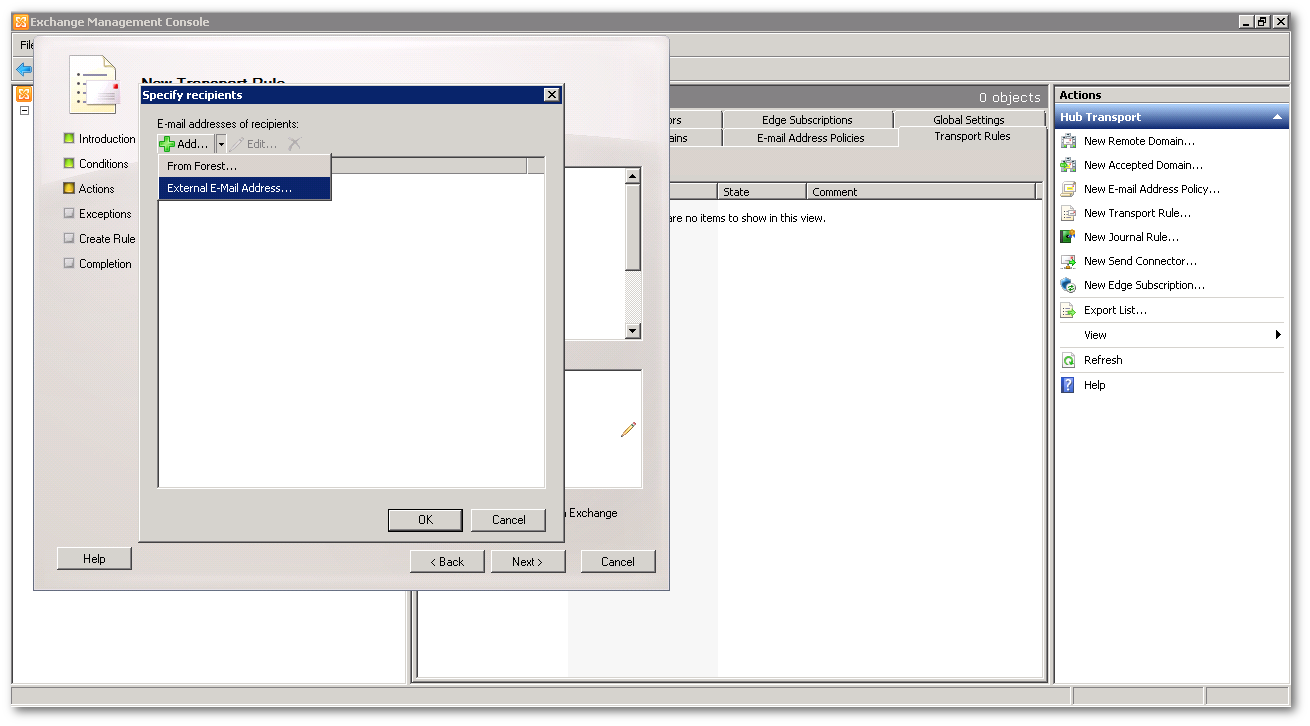 Exchange Management Console
File
New Transport Rule
Specify recipients
E-mail addresses of recipients:
Add...
Edit...
From Forest...
External E-Mail Address...
Introduction
Conditions
Actions
Exceptions
Create Rule
Completion
OK
Cancel
Exchange
Help
< Back
Next >
Cancel
0 objects
Edge Subscriptions
Global Settings
E-mail Address Policies
Transport Rules
State
Comment
are no items to show in this view.
Actions
Hub Transport
New Remote Domain...
New Accepted Domain...
New E-mail Address Policy...
New Transport Rule...
New Journal Rule...
New Send Connector...
New Edge Subscription...
Export List...
View
Refresh
Help